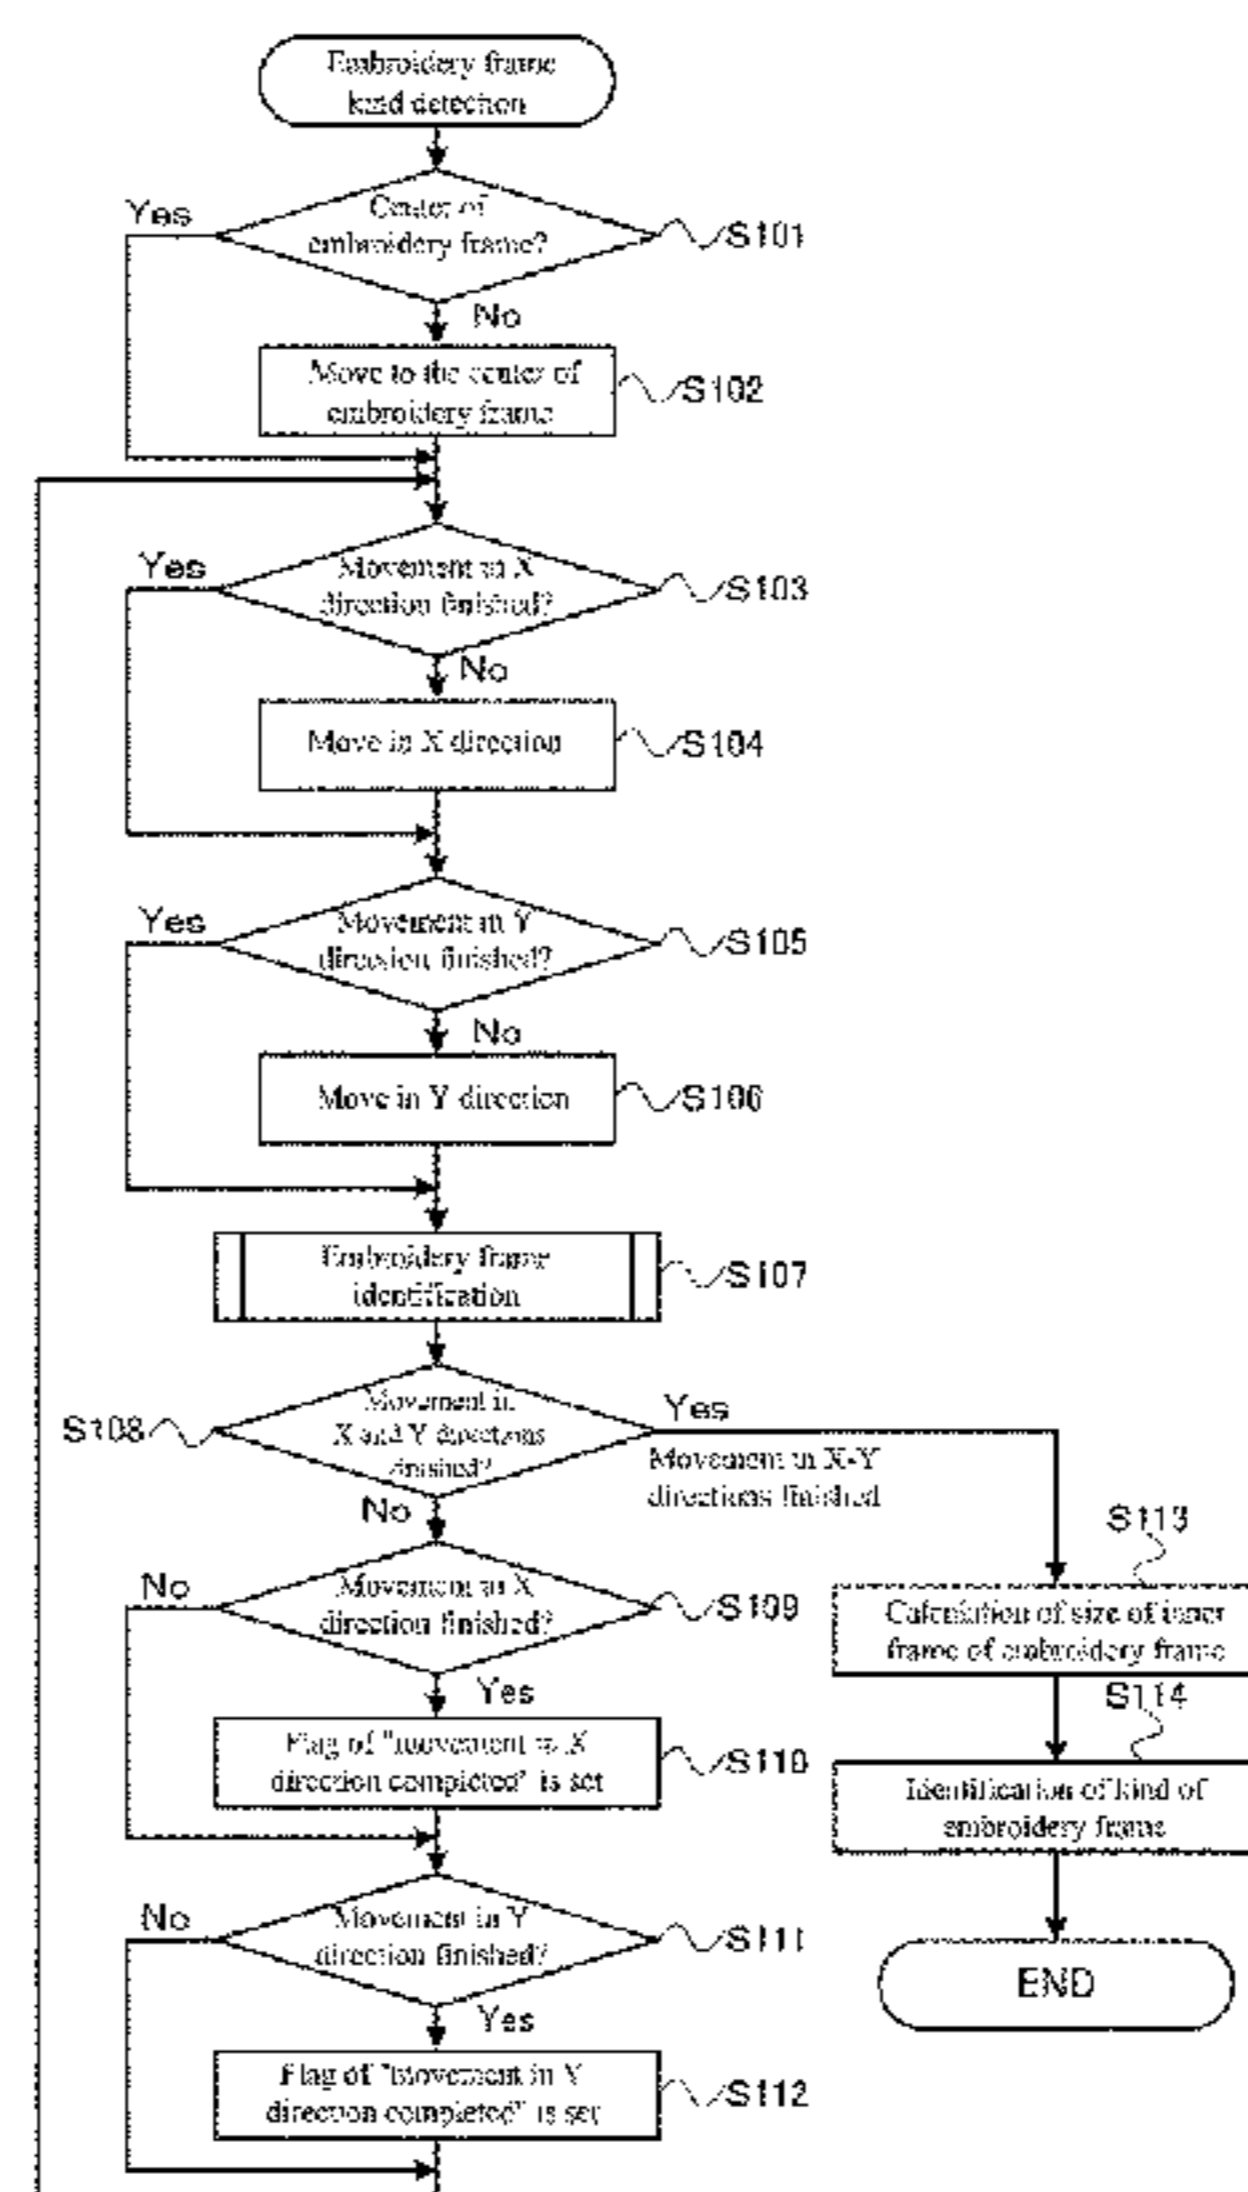 Embroidery frame
kind detection
Yes
Center of
embroidery frame?
S101
No
Move to the center of
embroidery frame
S102
Yes
Movement in X
direction finished?
S103
No
Move in X direction
S104
Yes
Movement in Y
direction finished?
S105
No
Move in Y direction
S106
Embroidery frame
identification
S107
S108
Movement in
X and Y directions
finished?
Yes
Movement in X-Y
directions finished
No
No
Movement in X
direction finished?
S109
Yes
Flag of "movement in X
direction completed" is set
S110
No
Movement in Y
direction finished?
S111
Yes
Flag of "movement in Y
direction completed" is set
S112
S113
Calculation of size of inner
frame of embroidery frame
S114
Identification of kind of
embroidery frame
END